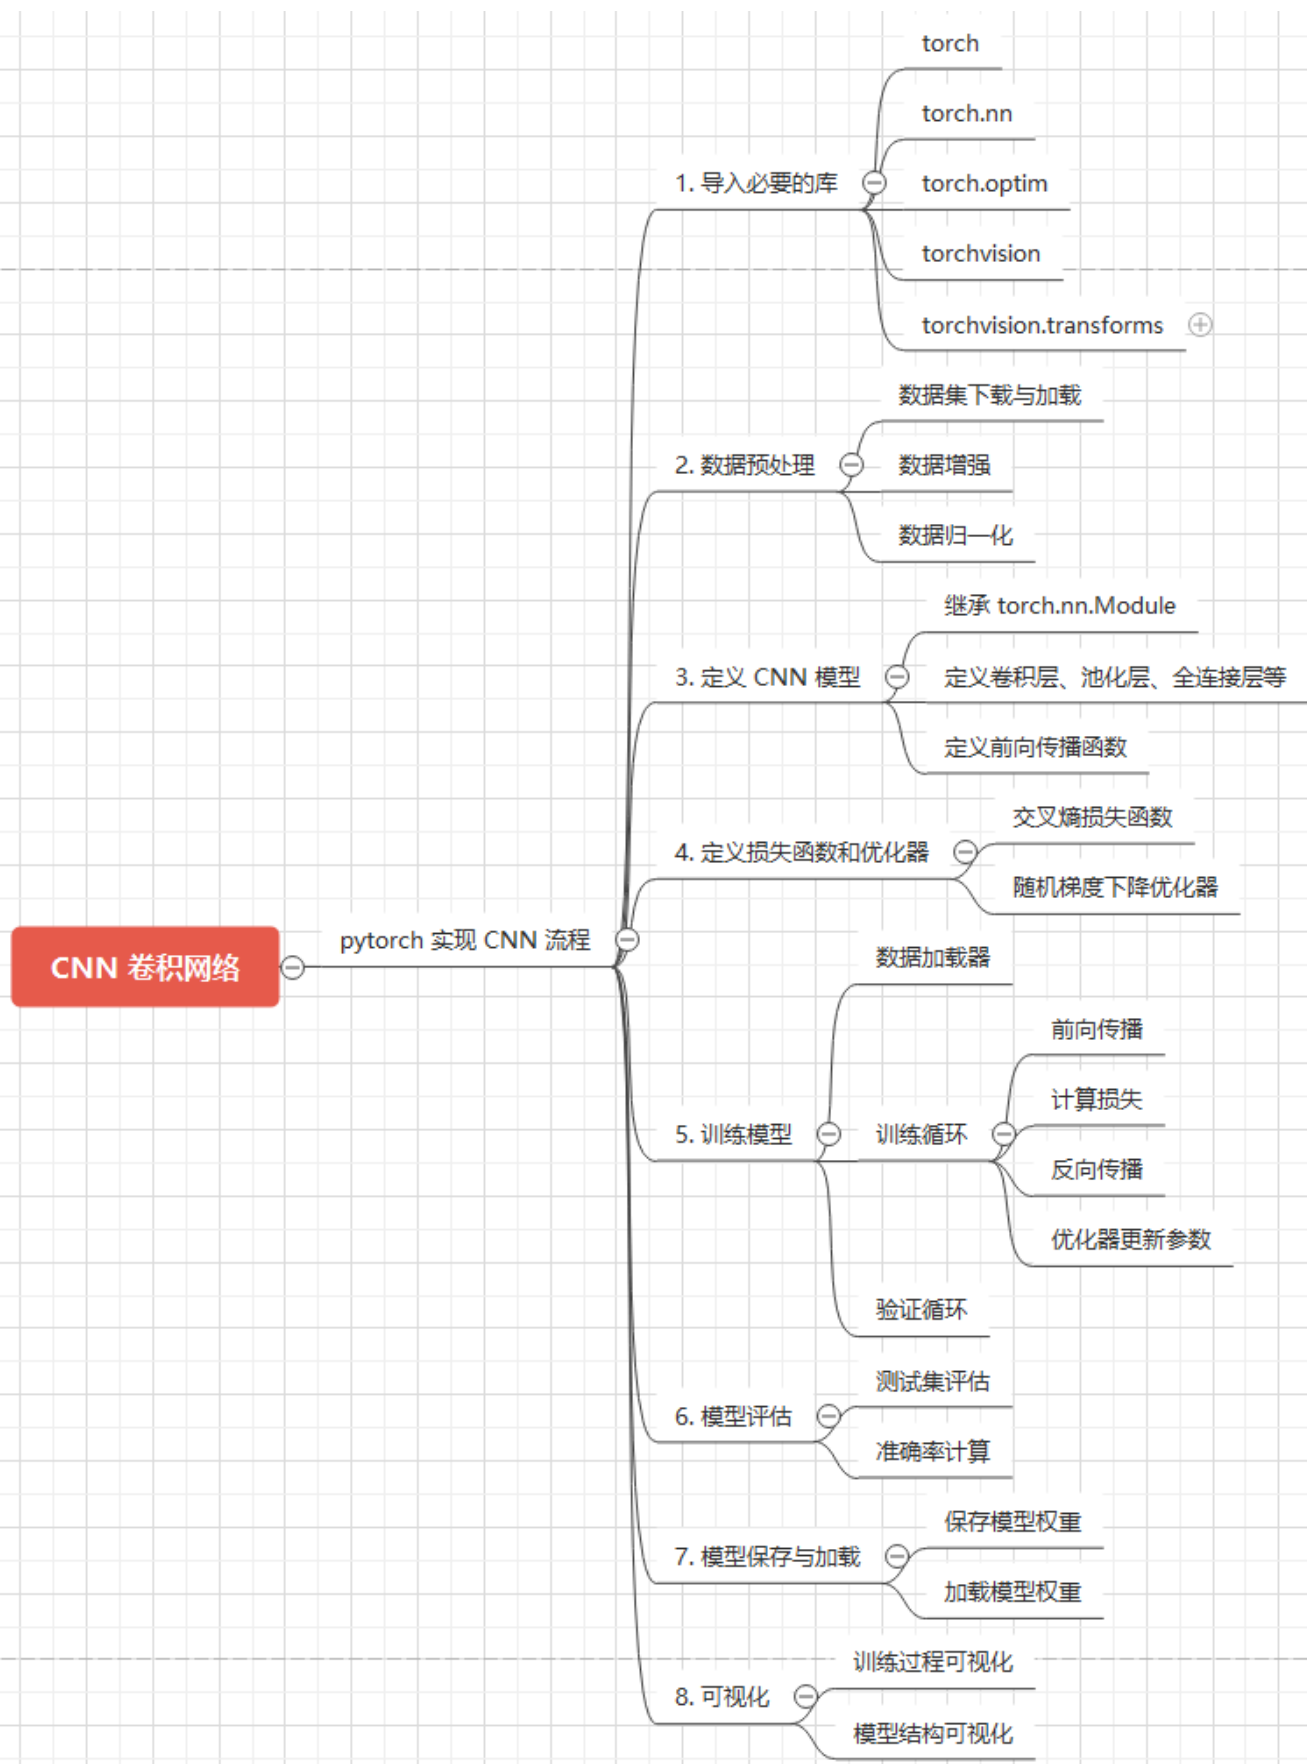 CNN 卷积网络
pytorch 实现 CNN 流程
1. 导入必要的库
torch
torch.nn
torch.optim
torchvision
torchvision.transforms
2. 数据预处理
数据集下载与加载
数据增强
数据归一化
3. 定义 CNN 模型
继承 torch.nn.Module
定义卷积层、池化层、全连接层等
定义前向传播函数
4. 定义损失函数和优化器
交叉熵损失函数
随机梯度下降优化器
5. 训练模型
数据加载器
训练循环
前向传播
计算损失
反向传播
优化器更新参数
验证循环
6. 模型评估
测试集评估
准确率计算
7. 模型保存与加载
保存模型权重
加载模型权重
8. 可视化
训练过程可视化
模型结构可视化